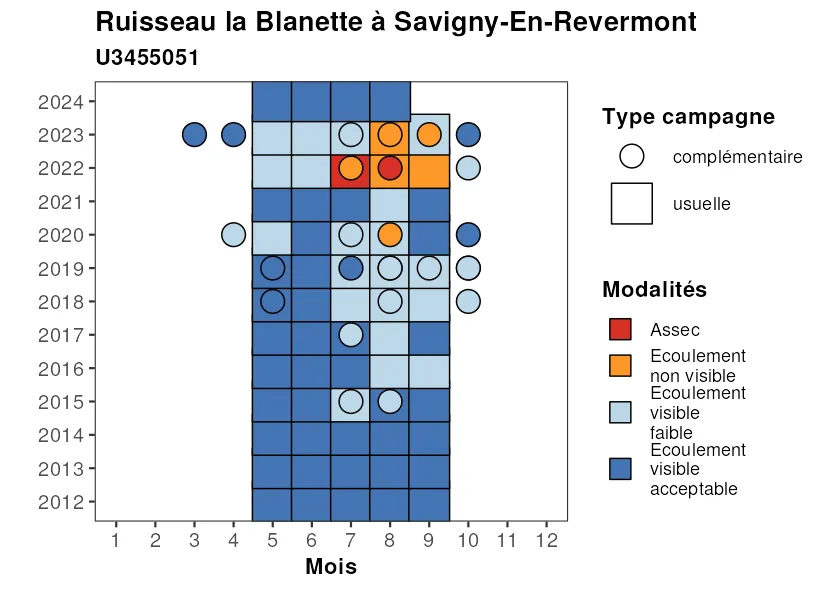 Ruisseau la Blanette à Savigny-En-Revermont
U3455051
2024
2023
2022
2021
2020
2019
2018
2017
2016
2015
2014
2013
2012
1 2 3 4 5 6 7 8 9 10 11 12
Mois
Type campagne
complémentaire
usuelle
Modalités
Assec
Ecoulement
non visible
Ecoulement
visible
faible
Ecoulement
visible
acceptable